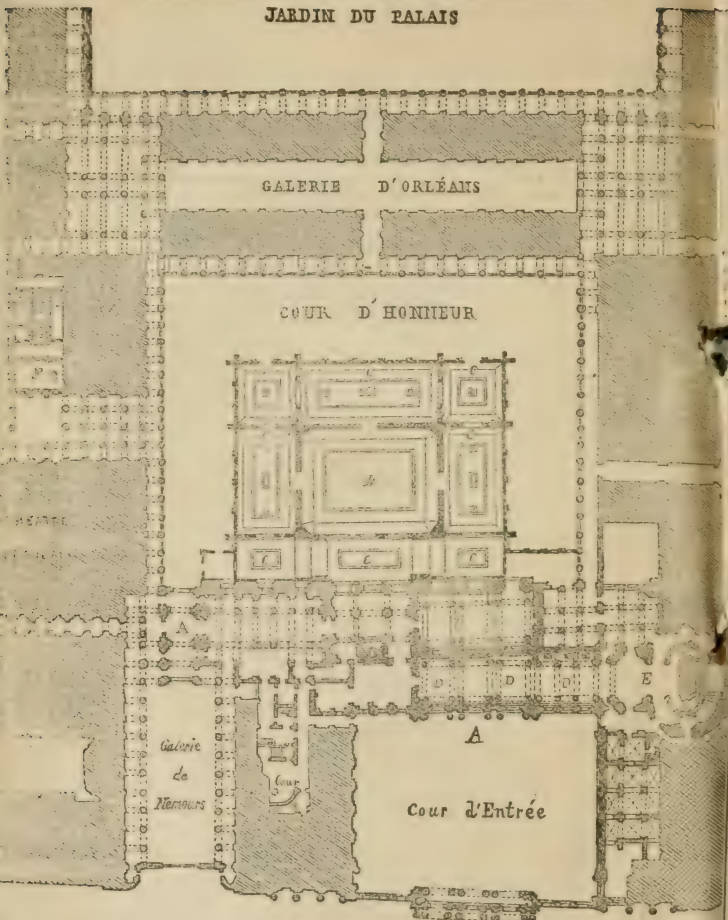 JARDIN DU PALAIS
GALERIE D'ORLÉANS
COUR D'HONNEUR
C
C C C
A
D D D
E
A
Galerie
de
Nemours
Cour
Cour d'Entrée